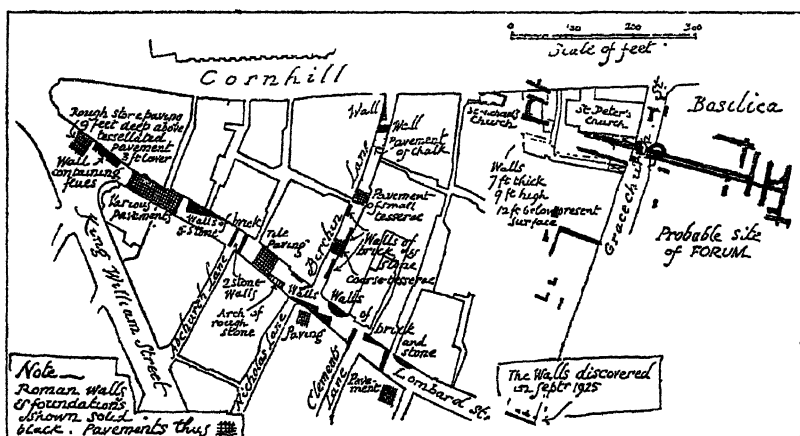 0 100 200 300
Scale of feet
Cornhill
Rough stone paving
9 feet deep above
tessellated
pavement
3 ft lower
Wall
containing
flues
Various
Pavements
Walls of brick
& Stone
Tile
Paving
2 Stone
Walls
Arch of
rough
stone
King William Street
Abchurch Lane
Nicholas Lane
Birchin Lane
Wall
Wall
Pavement
of chalk
Pavement
of small
tesserae
Walls of
brick and
stone
Coarse tesserae
Walls
Walls
of brick
and
stone
Paving
Clements
Lane
Pave-
ment
Lombard St.
St Michael's
Church
St. Peter's
Church
Walls
7 ft thick
9 ft high
12 ft below present
surface
Gracechurch St.
Basilica
Probable site
of FORUM
The Walls discovered
in Septr 1925
Note
Roman Walls
& foundations
shown solid
black. Pavements thus